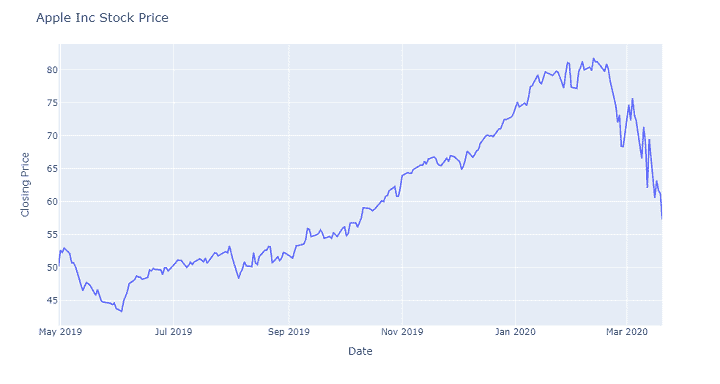 Apple Inc Stock Price
80
75
70
65
60
55
50
45
Closing Price
May 2019 Jul 2019 Sep 2019 Nov 2019 Jan 2020 Mar 2020
Date